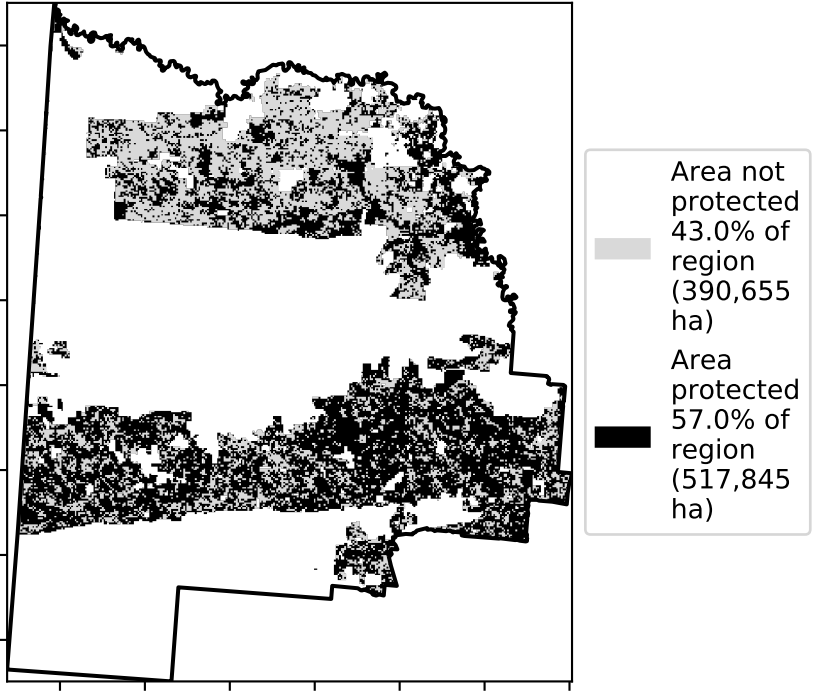 Area not
protected
43.0% of
region
(390,655
ha)
Area
protected
57.0% of
region
(517,845
ha)